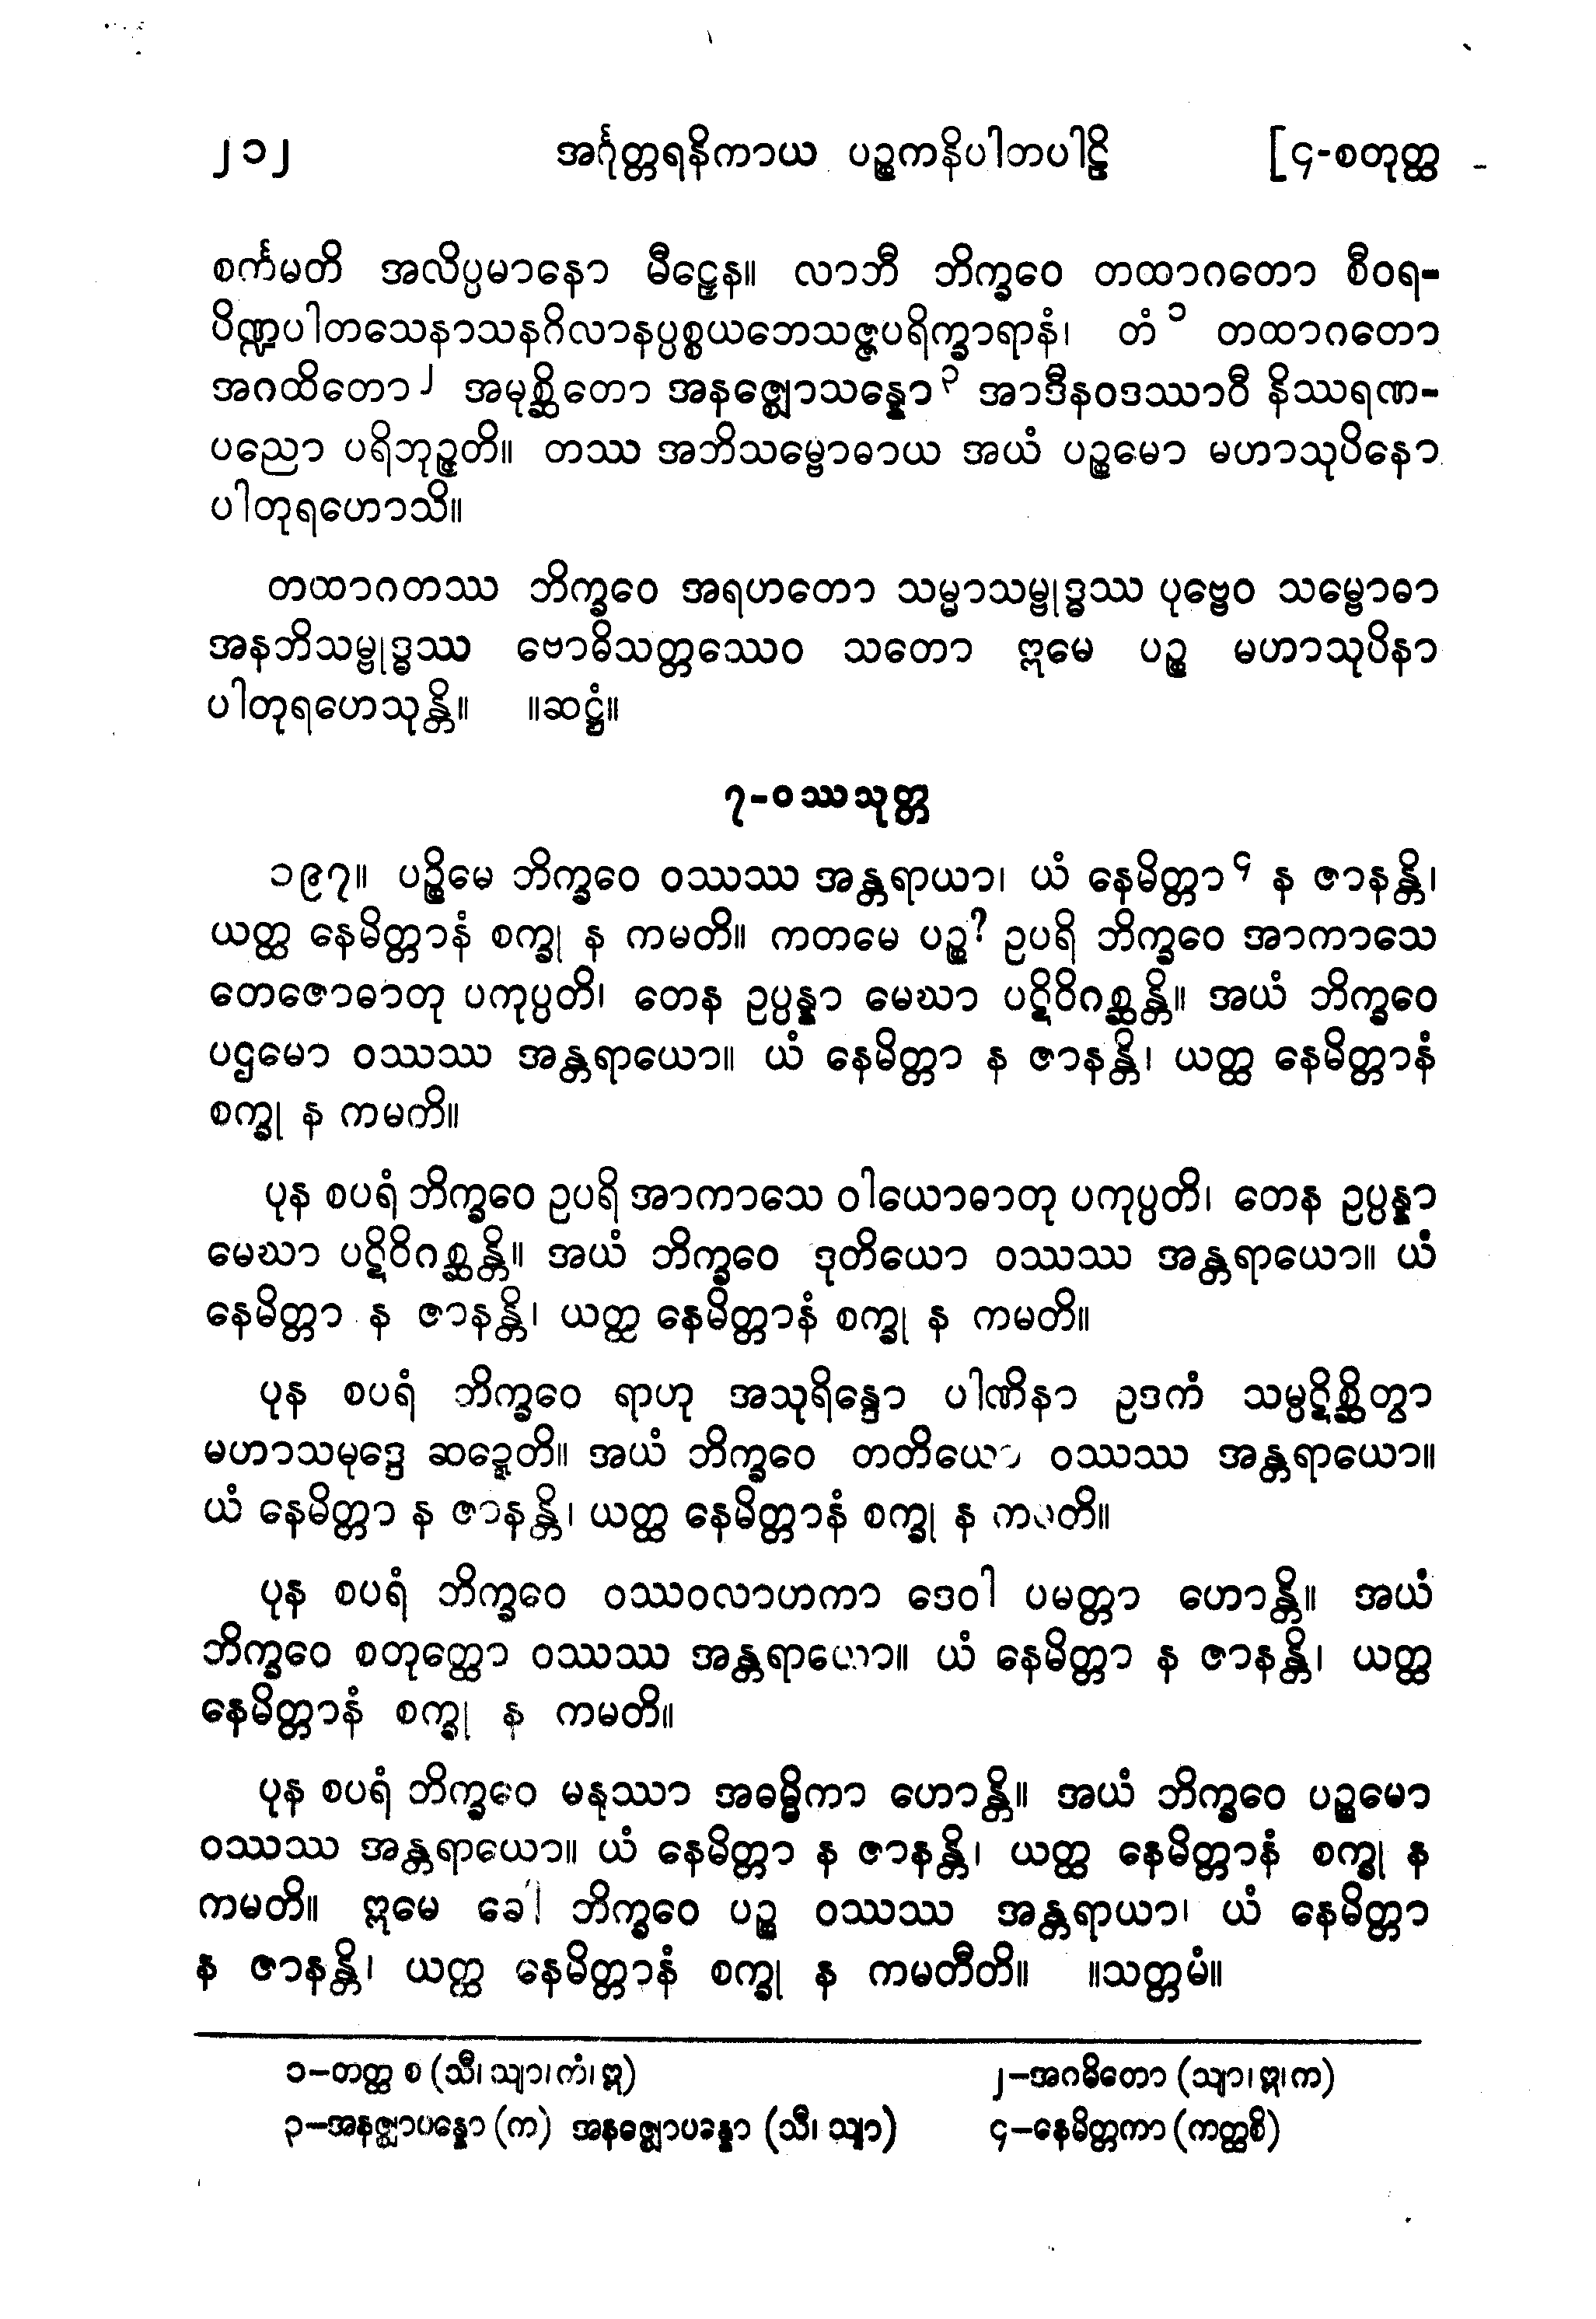 ၂၁၂ အင်္ဂုတ္တရနိကာယ ပဉ္စကနိပါတပါဠိ [၄-စတုတ္ထ
စင်္ကမတိ အလိပ္ပမာနော မီဠှေန။ လာဘီ ဘိက္ခဝေ တထာဂတော စီဝရ-
ပိဏ္ဍပါတသေနာသနဂိလာနပ္ပစ္စယဘေသဇ္ဇပရိက္ခာရာနံ၊ တံ၁ တထာဂတော
အဂထိတော၂ အမုစ္ဆိတော အနဇ္ဈောသန္နော၃ အာဒီနဝဒဿာဝီ နိဿရဏ-
ပညော ပရိဘုဉ္ဇတိ။ တဿ အဘိသမ္ဗောဓာယ အယံ ပဉ္စမော မဟာသုပိနော
ပါတုရဟောသိ။
တထာဂတဿ ဘိက္ခဝေ အရဟတော သမ္မာသမ္ဗုဒ္ဓဿ ပုဗ္ဗေဝ သမ္ဗောဓာ
အနဘိသမ္ဗုဒ္ဓဿ ဗောဓိသတ္တဿေဝ သတော ဣမေ ပဉ္စ မဟာသုပိနာ
ပါတုရဟေသုန္တိ။ ။ဆဋ္ဌံ။
၇-ဝဿသုတ္တ
၁၉၇။ ပဉ္စိမေ ဘိက္ခဝေ ဝဿဿ အန္တရာယာ၊ ယံ နေမိတ္တာ၄ န ဇာနန္တိ၊
ယတ္ထ နေမိတ္တာနံ စက္ခု န ကမတိ။ ကတမေ ပဉ္စ? ဥပရိ ဘိက္ခဝေ အာကာသေ
တေဇောဓာတု ပကုပ္ပတိ၊ တေန ဥပ္ပန္နာ မေဃာ ပဋိဝိဂစ္ဆန္တိ။ အယံ ဘိက္ခဝေ
ပဌမော ဝဿဿ အန္တရာယော။ ယံ နေမိတ္တာ န ဇာနန္တိ၊ ယတ္ထ နေမိတ္တာနံ
စက္ခု န ကမတိ။
ပုန စပရံ ဘိက္ခဝေ ဥပရိ အာကာသေ ဝါယောဓာတု ပကုပ္ပတိ၊ တေန ဥပ္ပန္နာ
မေဃာ ပဋိဝိဂစ္ဆန္တိ။ အယံ ဘိက္ခဝေ ဒုတိယော ဝဿဿ အန္တရာယော။ ယံ
နေမိတ္တာ န ဇာနန္တိ၊ ယတ္ထ နေမိတ္တာနံ စက္ခု န ကမတိ။
ပုန စပရံ ဘိက္ခဝေ ရာဟု အသုရိန္ဒော ပါဏိနာ ဥဒကံ သမ္ပဋိစ္ဆိတွာ
မဟာသမုဒ္ဒေ ဆဍ္ဍေတိ။ အယံ ဘိက္ခဝေ တတိယော ဝဿဿ အန္တရာယော။
ယံ နေမိတ္တာ န ဇာနန္တိ၊ ယတ္ထ နေမိတ္တာနံ စက္ခု န ကမတိ။
ပုန စပရံ ဘိက္ခဝေ ဝဿဝလာဟကာ ဒေဝါ ပမတ္တာ ဟောန္တိ။ အယံ
ဘိက္ခဝေ စတုတ္ထော ဝဿဿ အန္တရာယော။ ယံ နေမိတ္တာ န ဇာနန္တိ၊ ယတ္ထ
နေမိတ္တာနံ စက္ခု န ကမတိ။
ပုန စပရံ ဘိက္ခဝေ မနုဿာ အဓမ္မိကာ ဟောန္တိ။ အယံ ဘိက္ခဝေ ပဉ္စမော
ဝဿဿ အန္တရာယော။ ယံ နေမိတ္တာ န ဇာနန္တိ၊ ယတ္ထ နေမိတ္တာနံ စက္ခု န
ကမတိ။ ဣမေ ခေါ ဘိက္ခဝေ ပဉ္စ ဝဿဿ အန္တရာယာ၊ ယံ နေမိတ္တာ
န ဇာနန္တိ၊ ယတ္ထ နေမိတ္တာနံ စက္ခု န ကမတီတိ။ ။သတ္တမံ။
၁–တတ္ထ စ (သီ၊ သျာ၊ ကံ၊ ဣ) ၂–အဂမိတော (သျာ၊ ဣ၊ က)
၃–အနဇ္ဈာပန္နော (က) အနဇ္ဈောပန္နော (သီ၊ သျာ) ၄–နေမိတ္တကာ (ကတ္ထစိ)